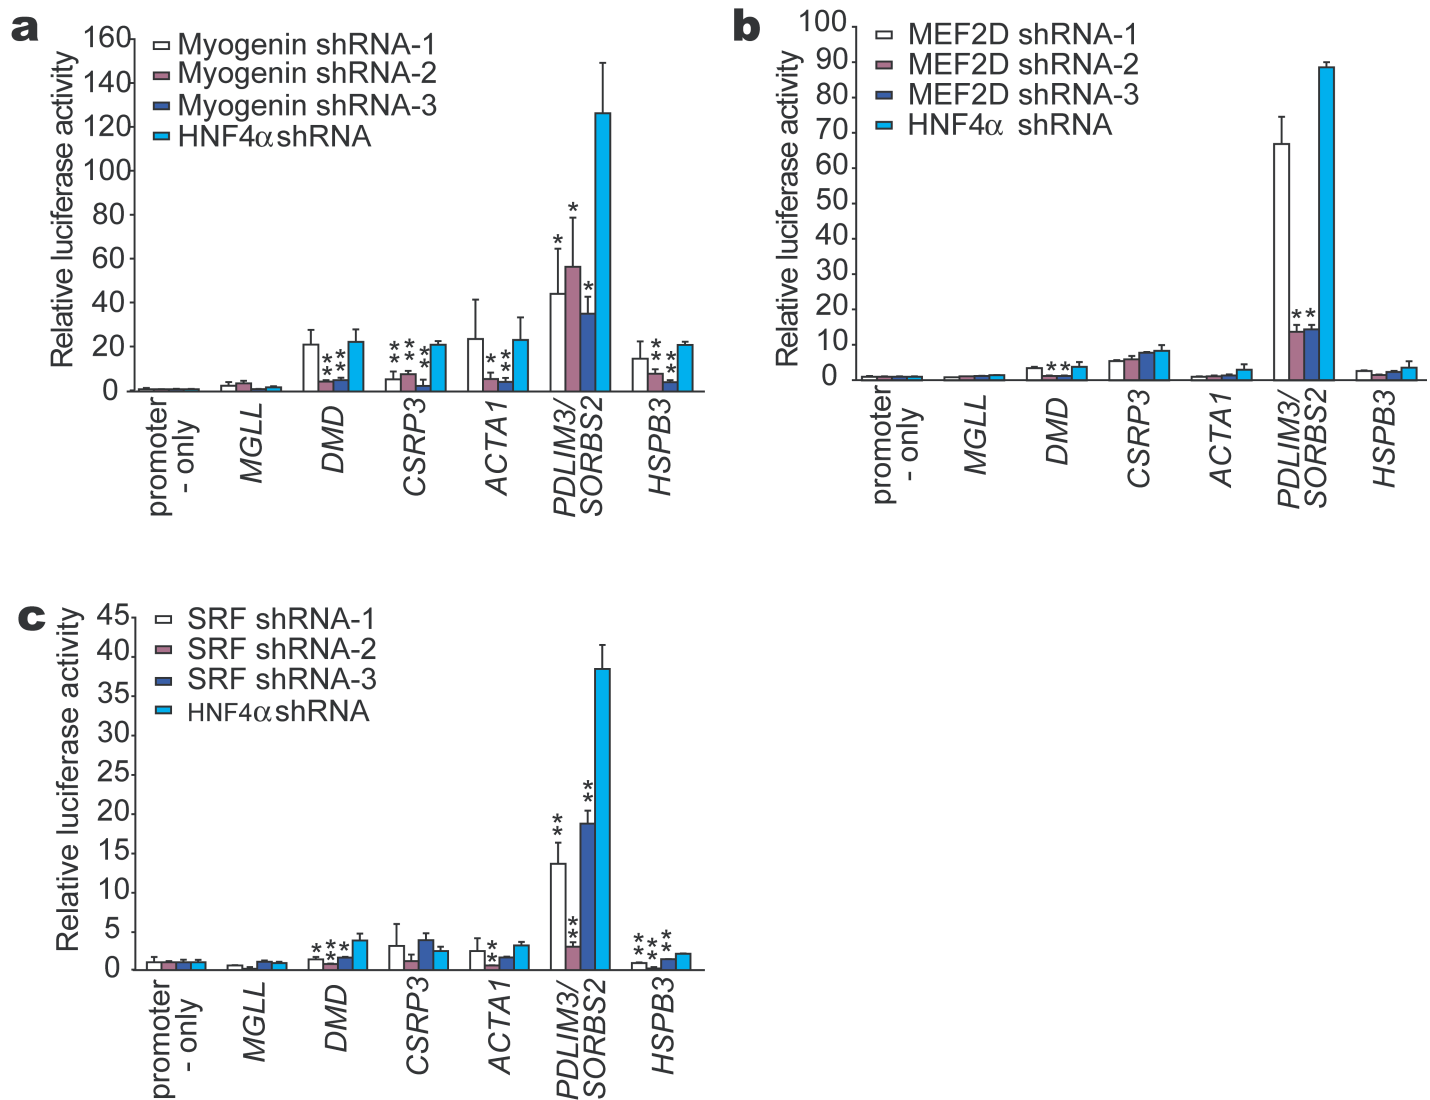 a
Relative luciferase activity
160
140
120
100
80
60
40
20
0
Myogenin shRNA-1
Myogenin shRNA-2
Myogenin shRNA-3
HNF4α shRNA
* *
* *
* *
* *
* *
*
* *
*
*
*
* *
* *
promoter
- only
MGLL
DMD
CSRP3
ACTA1
PDLIM3/
SORBS2
HSPB3
b
Relative luciferase activity
100
90
80
70
60
50
40
30
20
10
0
MEF2D shRNA-1
MEF2D shRNA-2
MEF2D shRNA-3
HNF4α shRNA
* *
* *
promoter
- only
MGLL
DMD
CSRP3
ACTA1
PDLIM3/
SORBS2
HSPB3
c
Relative luciferase activity
45
40
35
30
25
20
15
10
5
0
SRF shRNA-1
SRF shRNA-2
SRF shRNA-3
HNF4α shRNA
*
* *
*
* *
* *
* *
* *
* *
* *
* *
promoter
- only
MGLL
DMD
CSRP3
ACTA1
PDLIM3/
SORBS2
HSPB3